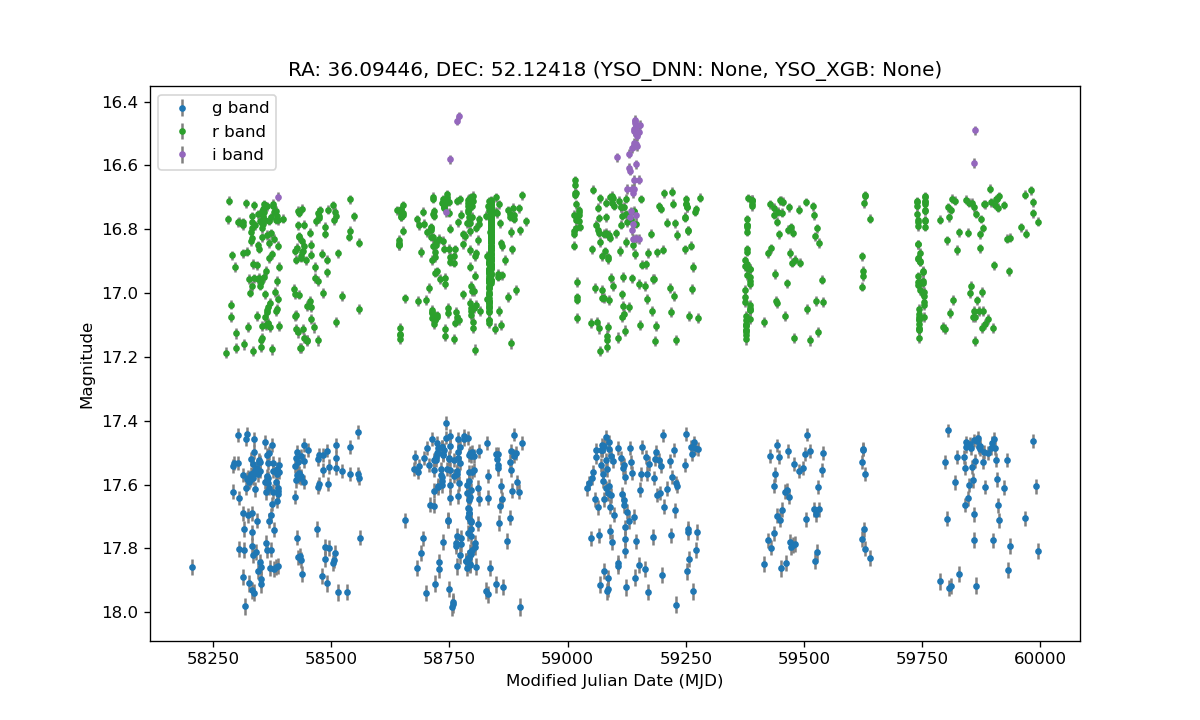 RA: 36.09446, DEC: 52.12418 (YSO_DNN: None, YSO_XGB: None)
g band
r band
i band
16.4
16.6
16.8
17.0
17.2
17.4
17.6
17.8
18.0
Magnitude
58250 58500 58750 59000 59250 59500 59750 60000
Modified Julian Date (MJD)